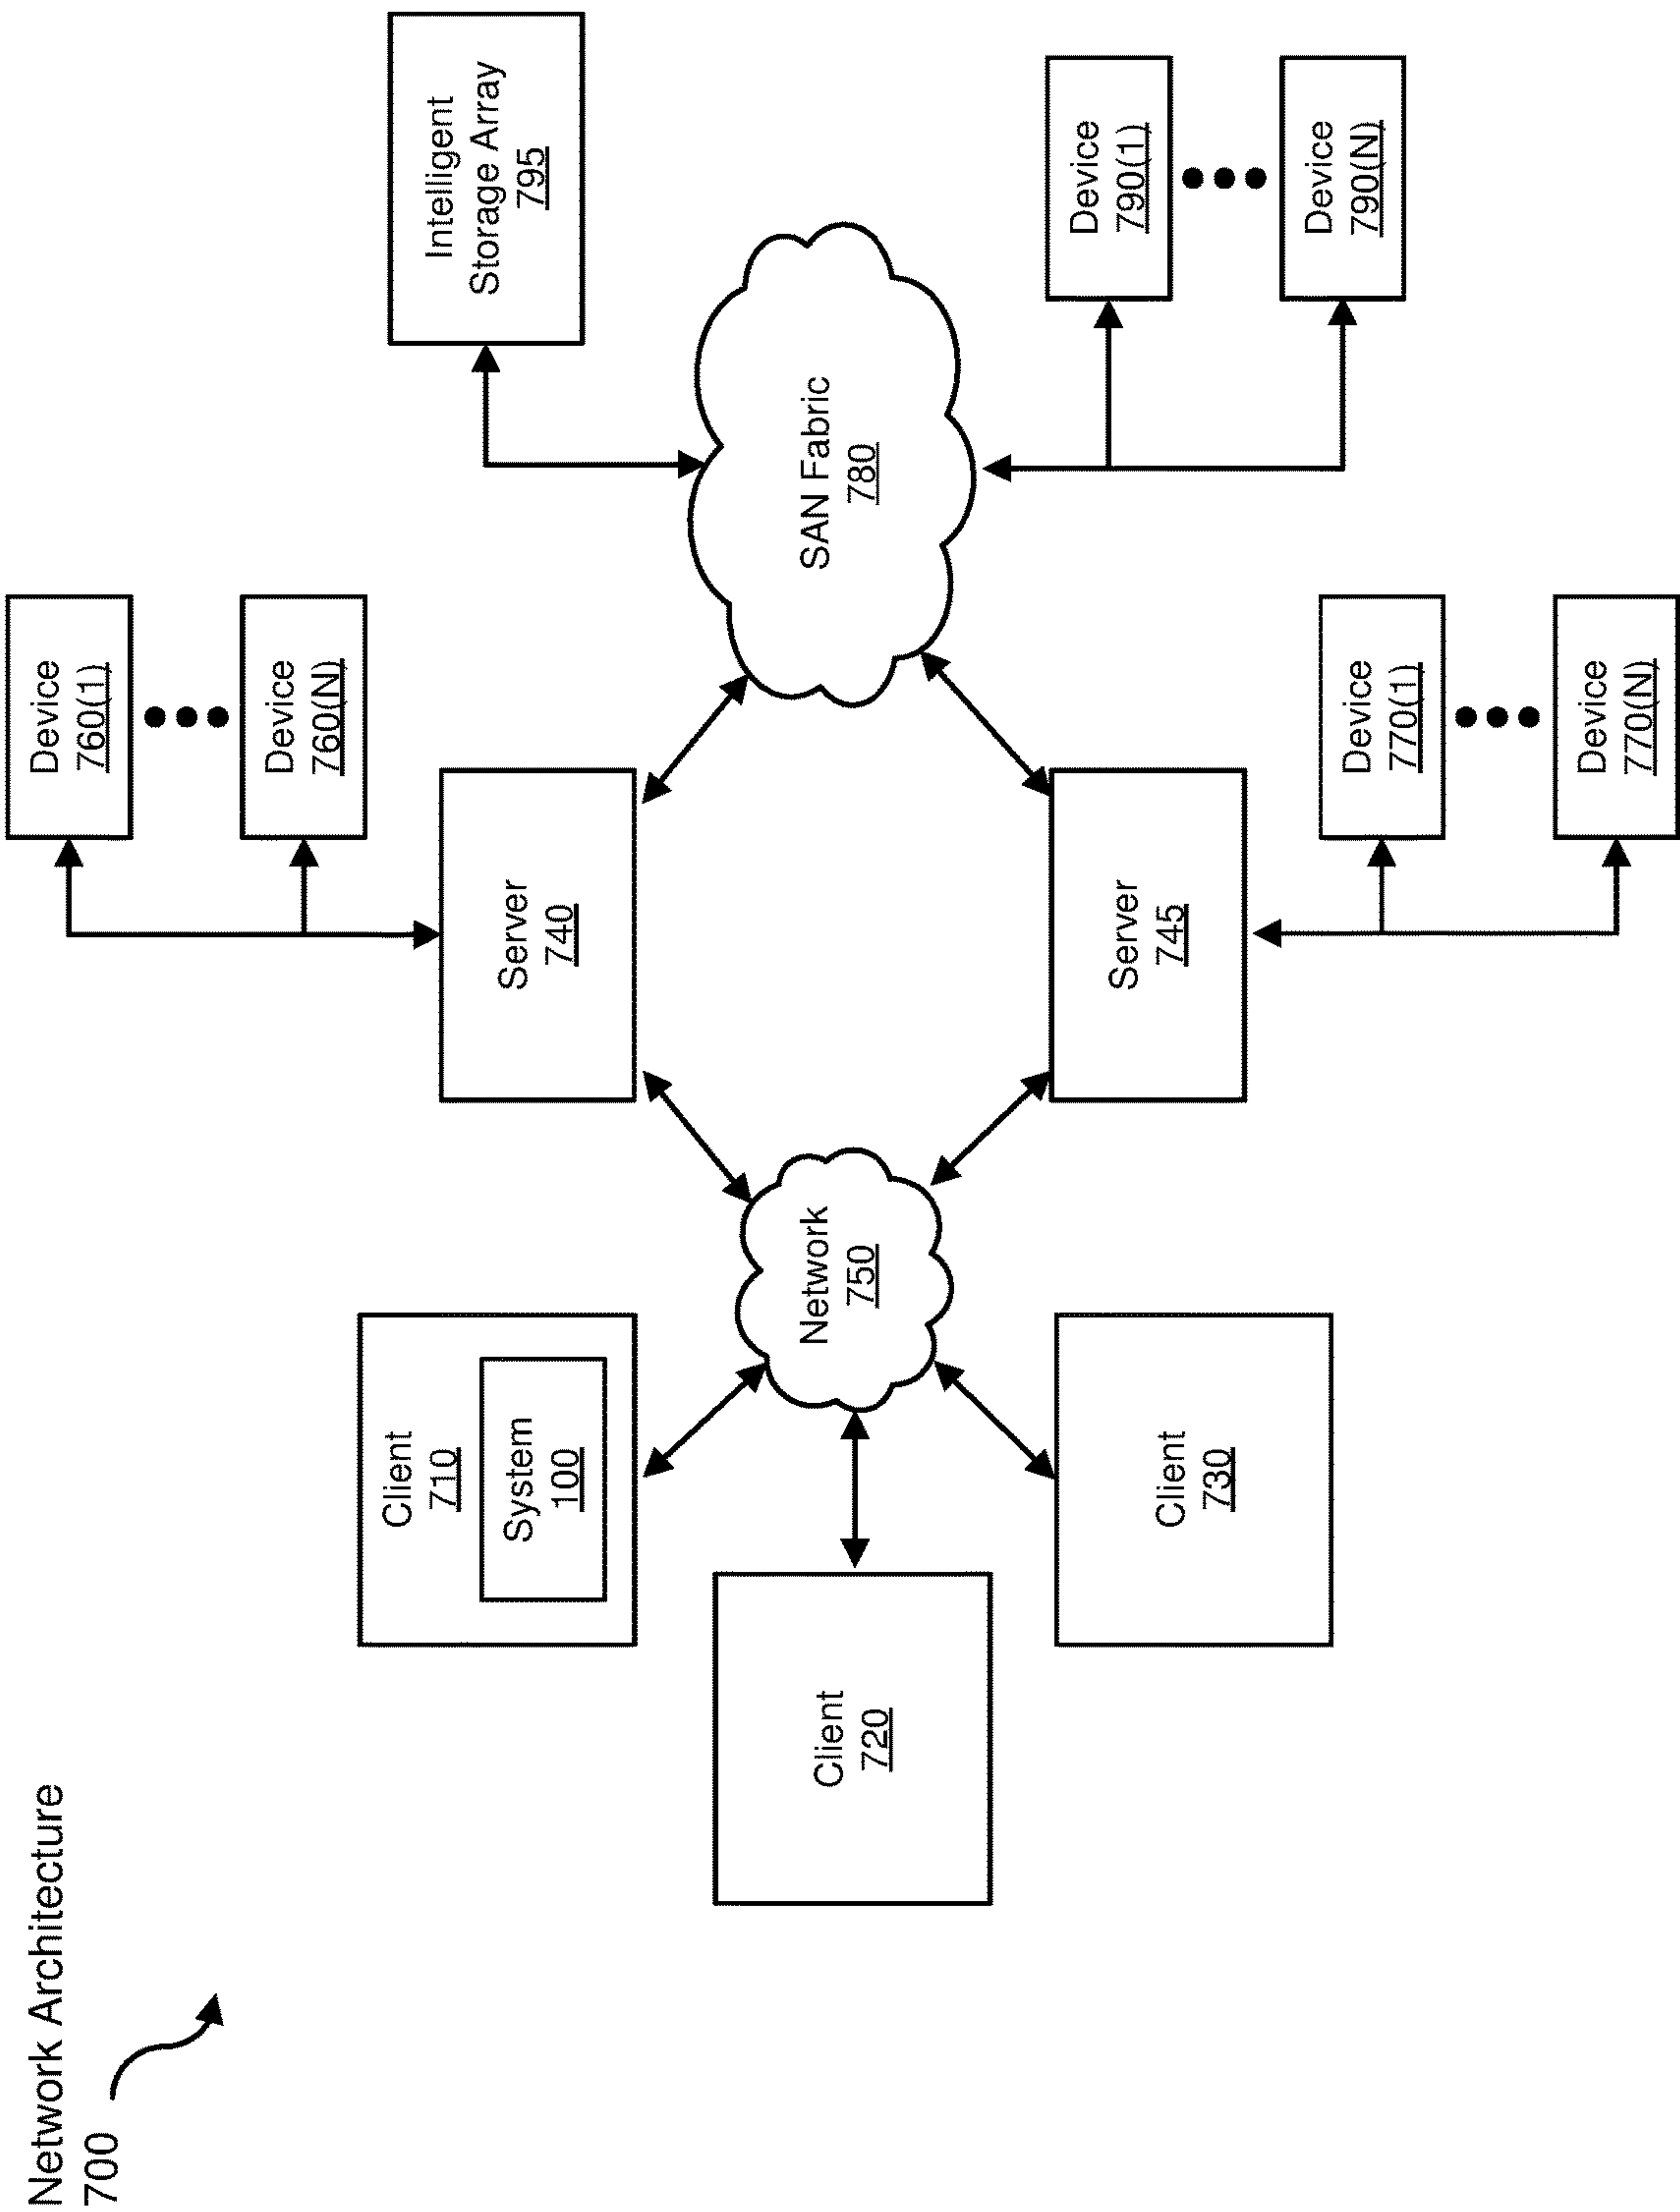 Network Architecture
700
Device
760(1)
Device
760(N)
Intelligent
Storage Array
795
Client
710
System
100
Server
740
Client
720
Network
750
SAN Fabric
780
Client
730
Server
745
Device
790(1)
Device
790(N)
Device
770(1)
Device
770(N)